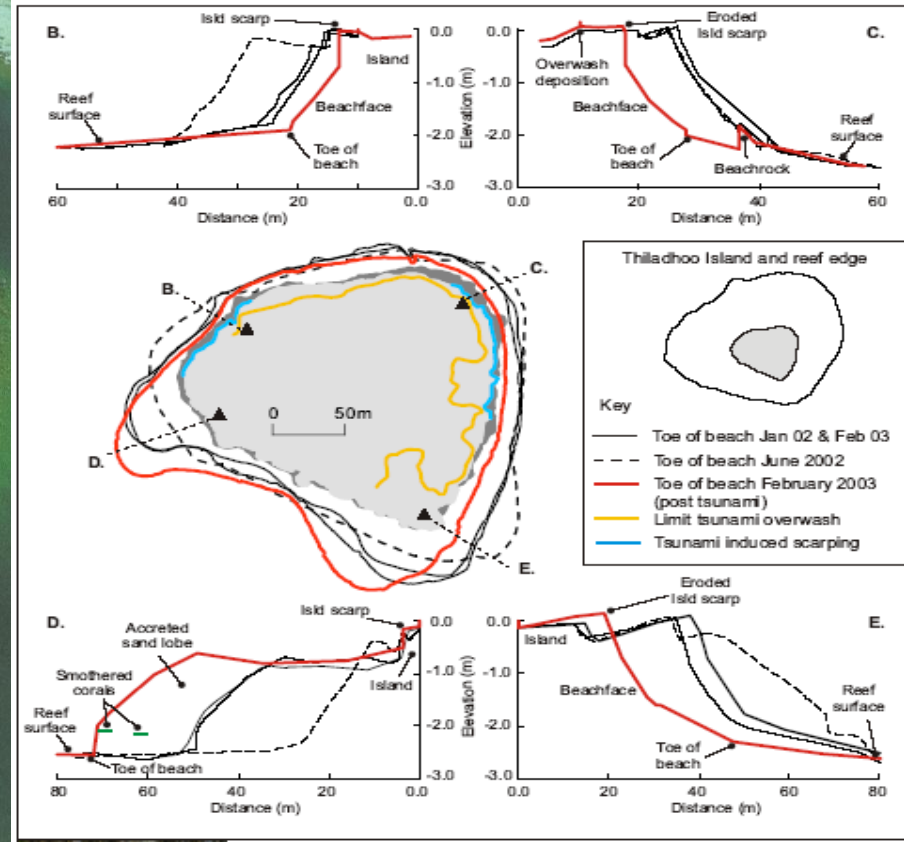 B.
Isld scarp
0.0
Island
-1.0
Beachface
Reef
surface
-2.0
Toe of
beach
-3.0
60
40
20
0.0
Distance (m)
Elevation (m)
0.0
Eroded
Isld scarp
C.
Overwash
deposition
-1.0
Beachface
Reef
surface
-2.0
Toe of
beach
Beachrock
-3.0
0.0
20
40
60
Distance (m)
B.
C.
0
50m
D.
E.
Thiladhoo Island and reef edge
Key
Toe of beach Jan 02 & Feb 03
Toe of beach June 2002
Toe of beach February 2003
(post tsunami)
Limit tsunami overwash
Tsunami induced scarping
D.
Isld scarp
0.0
Accreted
sand lobe
Smothered
corals
Island
-1.0
Reef
surface
-2.0
Toe of beach
-3.0
80
60
40
20
0.0
Distance (m)
Elevation (m)
Eroded
Isld scarp
E.
0.0
Island
-1.0
Beachface
Reef
surface
-2.0
Toe of
beach
-3.0
0.0
20
40
60
80
Distance (m)